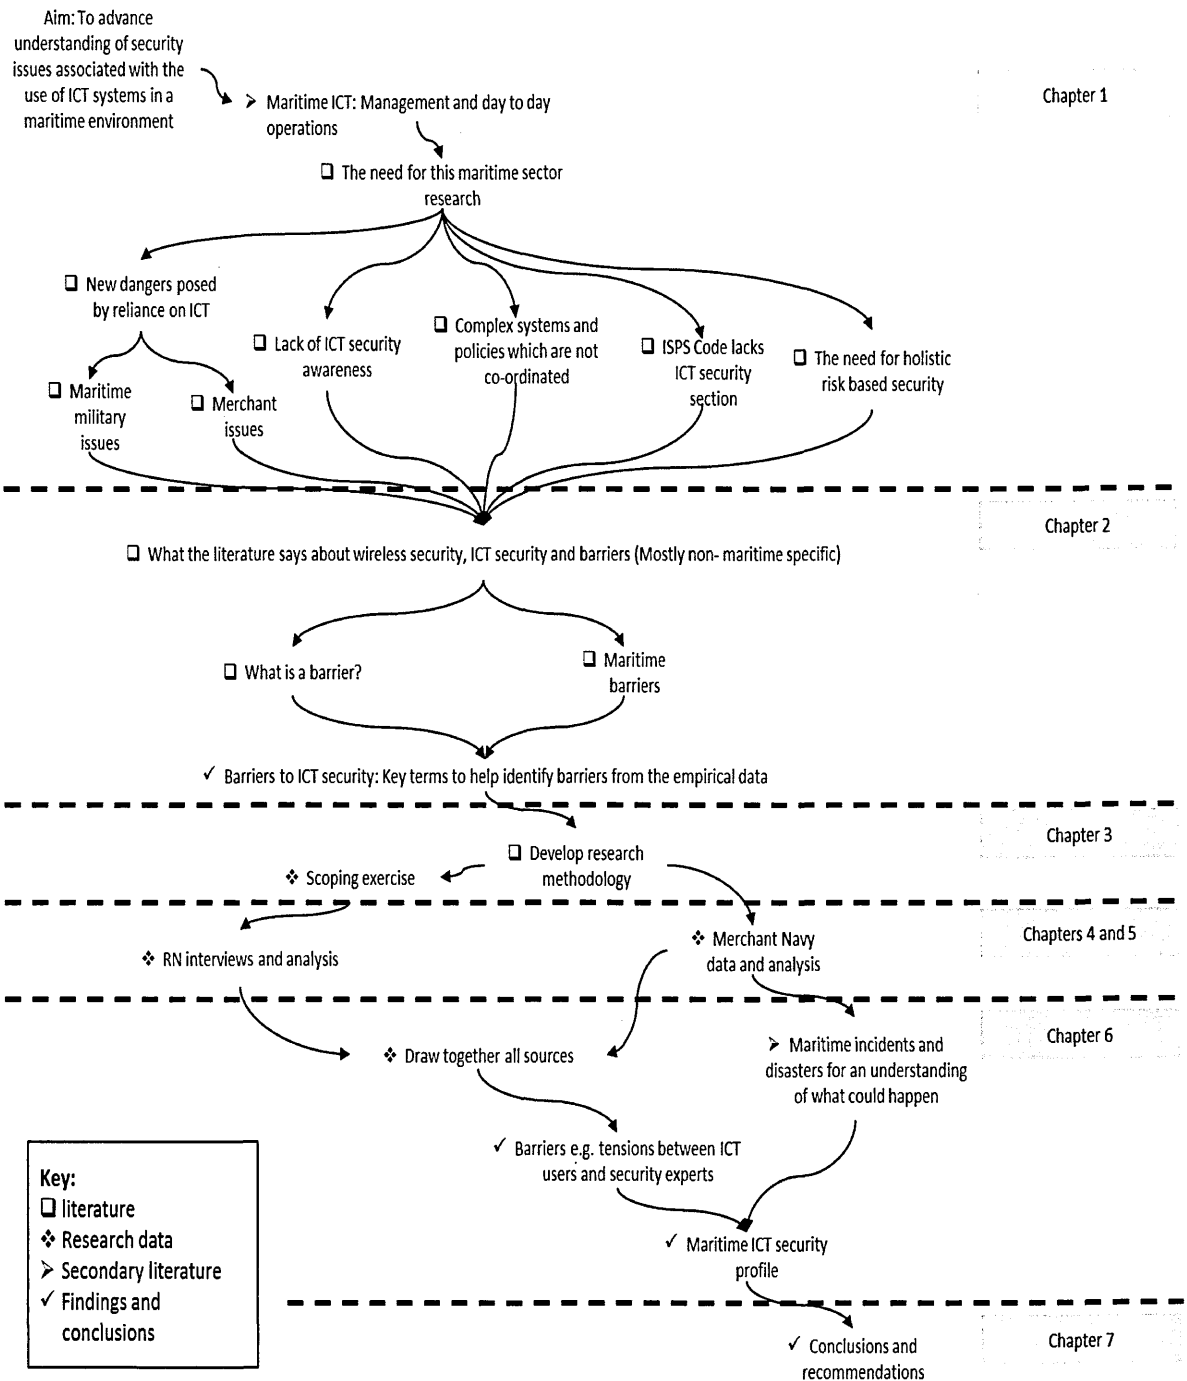 Aim: To advance
understanding of security
issues associated with the
use of ICT systems in a
maritime environment
➢ Maritime ICT: Management and day to day
operations
Chapter 1
❑ The need for this maritime sector
research
❑ New dangers posed
by reliance on ICT
❑ Maritime
military
issues
❑ Merchant
issues
❑ Lack of ICT security
awareness
❑ Complex systems and
policies which are not
co-ordinated
❑ ISPS Code lacks
ICT security
section
❑ The need for holistic
risk based security
Chapter 2
❑ What the literature says about wireless security, ICT security and barriers (Mostly non- maritime specific)
❑ What is a barrier?
❑ Maritime
barriers
✓ Barriers to ICT security: Key terms to help identify barriers from the empirical data
Chapter 3
❑ Develop research
methodology
❖ Scoping exercise
Chapters 4 and 5
❖ RN interviews and analysis
❖ Merchant Navy
data and analysis
Chapter 6
❖ Draw together all sources
➢ Maritime incidents and
disasters for an understanding
of what could happen
✓ Barriers e.g. tensions between ICT
users and security experts
✓ Maritime ICT security
profile
Key:
❑ literature
❖ Research data
➢ Secondary literature
✓ Findings and
conclusions
Chapter 7
✓ Conclusions and
recommendations